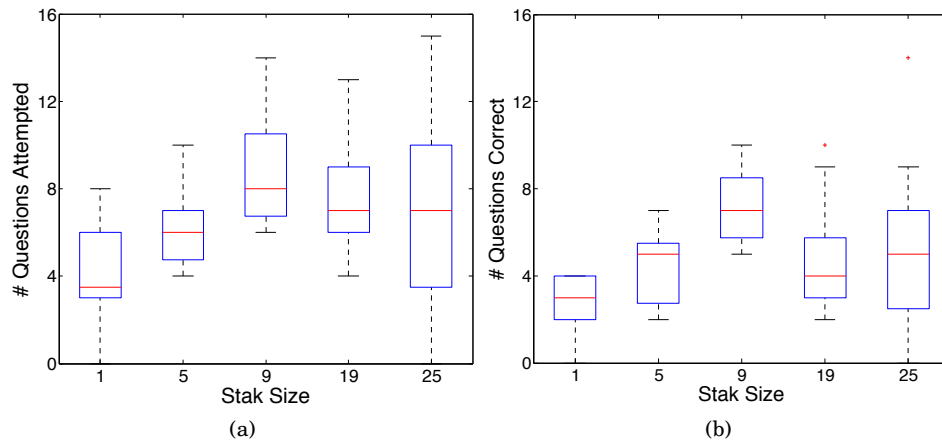 16
12
8
4
0
# Questions Attempted
1 5 9 19 25
Stak Size
(a)
16
12
8
4
0
# Questions Correct
1 5 9 19 25
Stak Size
(b)